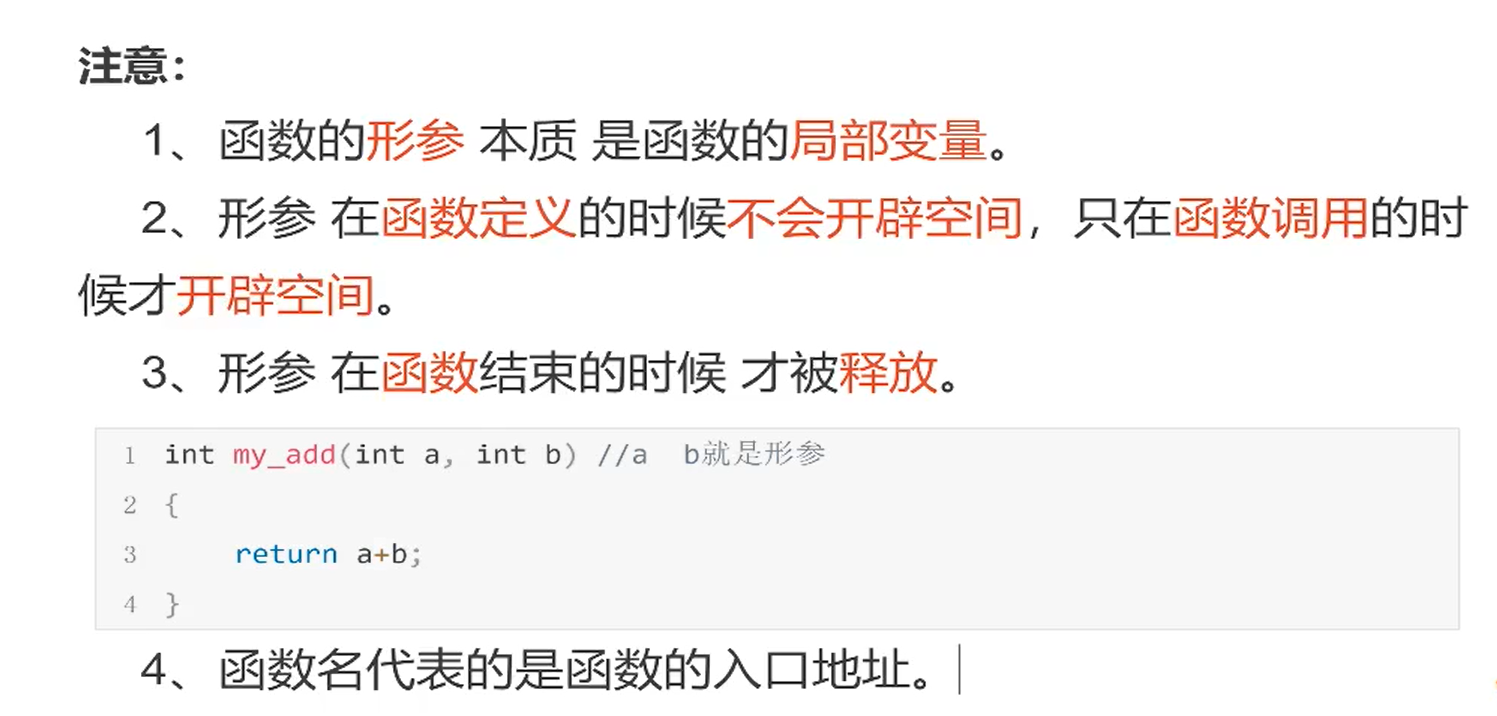 注意：
1、函数的形参 本质 是函数的局部变量。
2、形参 在函数定义的时候不会开辟空间，只在函数调用的时
候才开辟空间。
3、形参 在函数结束的时候 才被释放。
1 int my_add(int a, int b) //a  b就是形参
2 {
3     return a+b;
4 }
4、函数名代表的是函数的入口地址。